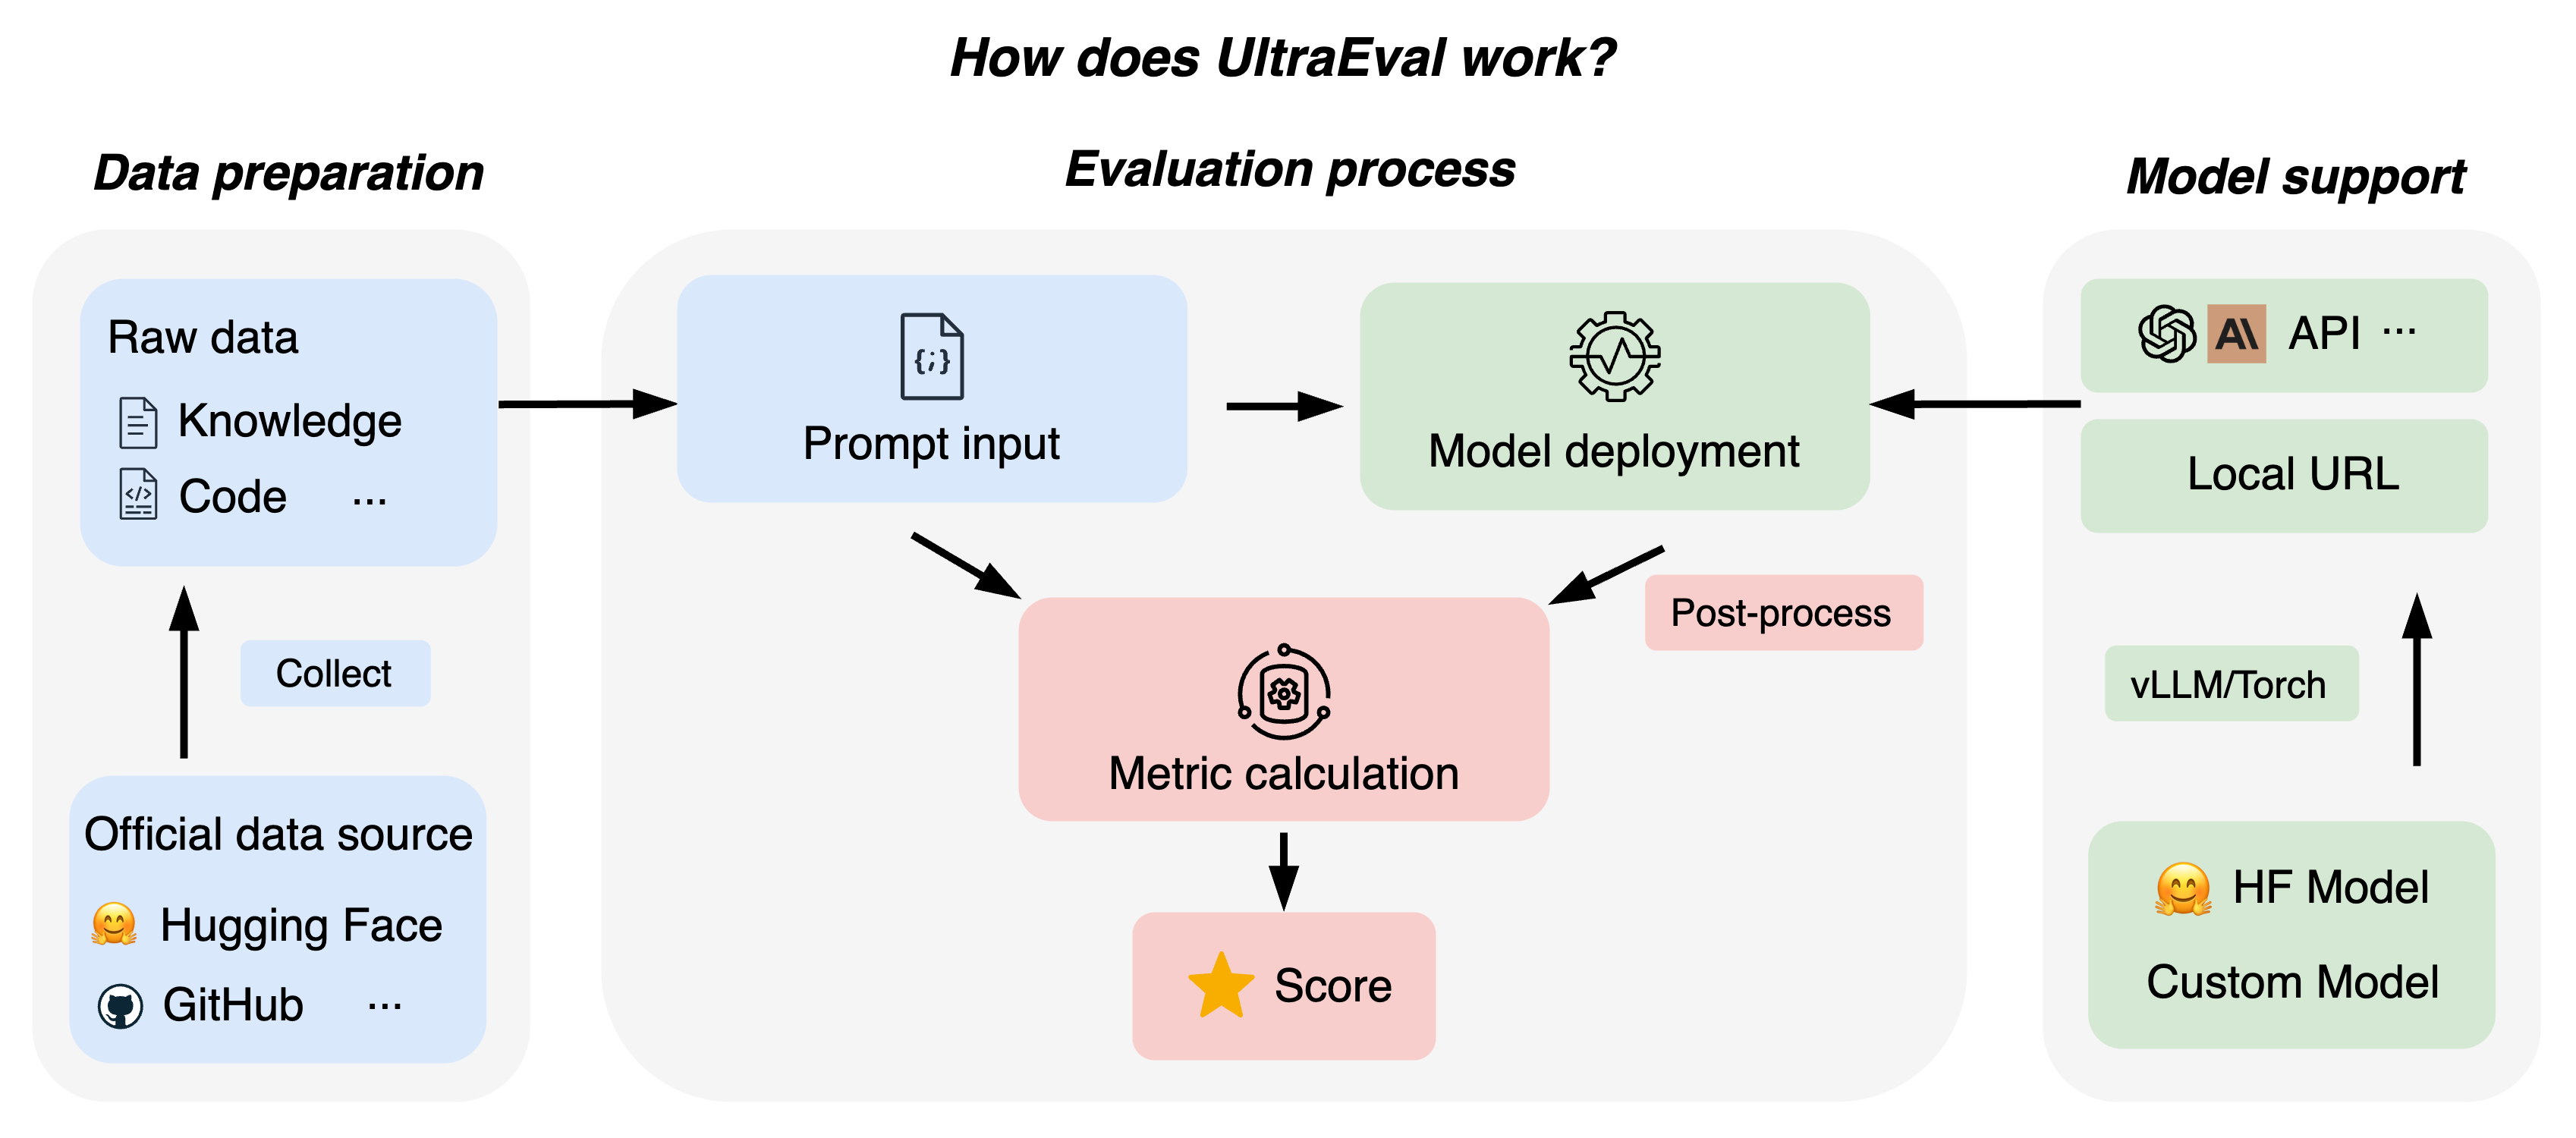 How does UltraEval work?
Data preparation
Raw data
Knowledge
Code ...
Collect
Official data source
Hugging Face
GitHub ...
Evaluation process
{;}
Prompt input
Model deployment
Post-process
</>
Metric calculation
Score
Model support
A\ API ...
Local URL
vLLM/Torch
HF Model
Custom Model